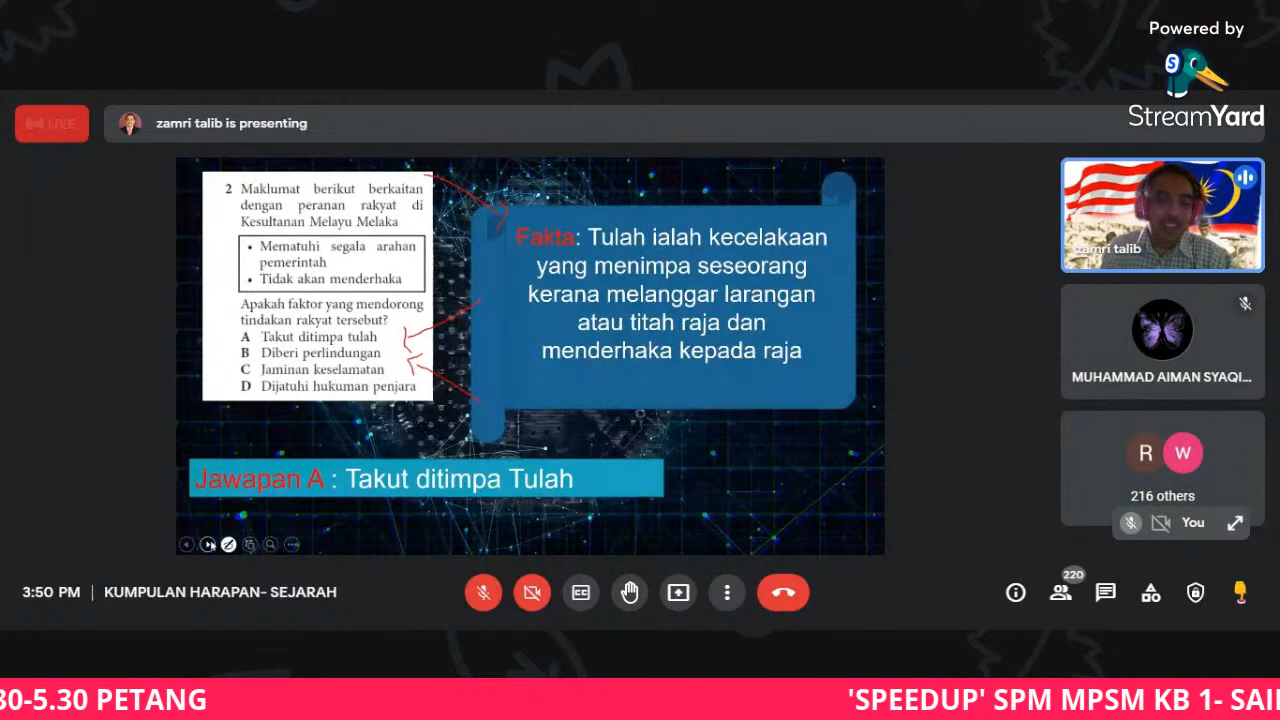 Powered by
StreamYard
LIVE
zamri talib is presenting
2 Maklumat berikut berkaitan
dengan peranan rakyat di
Kesultanan Melayu Melaka
• Mematuhi segala arahan
pemerintah
• Tidak akan menderhaka
Apakah faktor yang mendorong
tindakan rakyat tersebut?
A Takut ditimpa tulah
B Diberi perlindungan
C Jaminan keselamatan
D Dijatuhi hukuman penjara
Fakta: Tulah ialah kecelakaan
yang menimpa seseorang
kerana melanggar larangan
atau titah raja dan
menderhaka kepada raja
Jawapan A : Takut ditimpa Tulah
zamri talib
MUHAMMAD AIMAN SYAQI...
R W
216 others
You
3:50 PM | KUMPULAN HARAPAN- SEJARAH
220
30-5.30 PETANG
'SPEEDUP' SPM MPSM KB 1- SAI